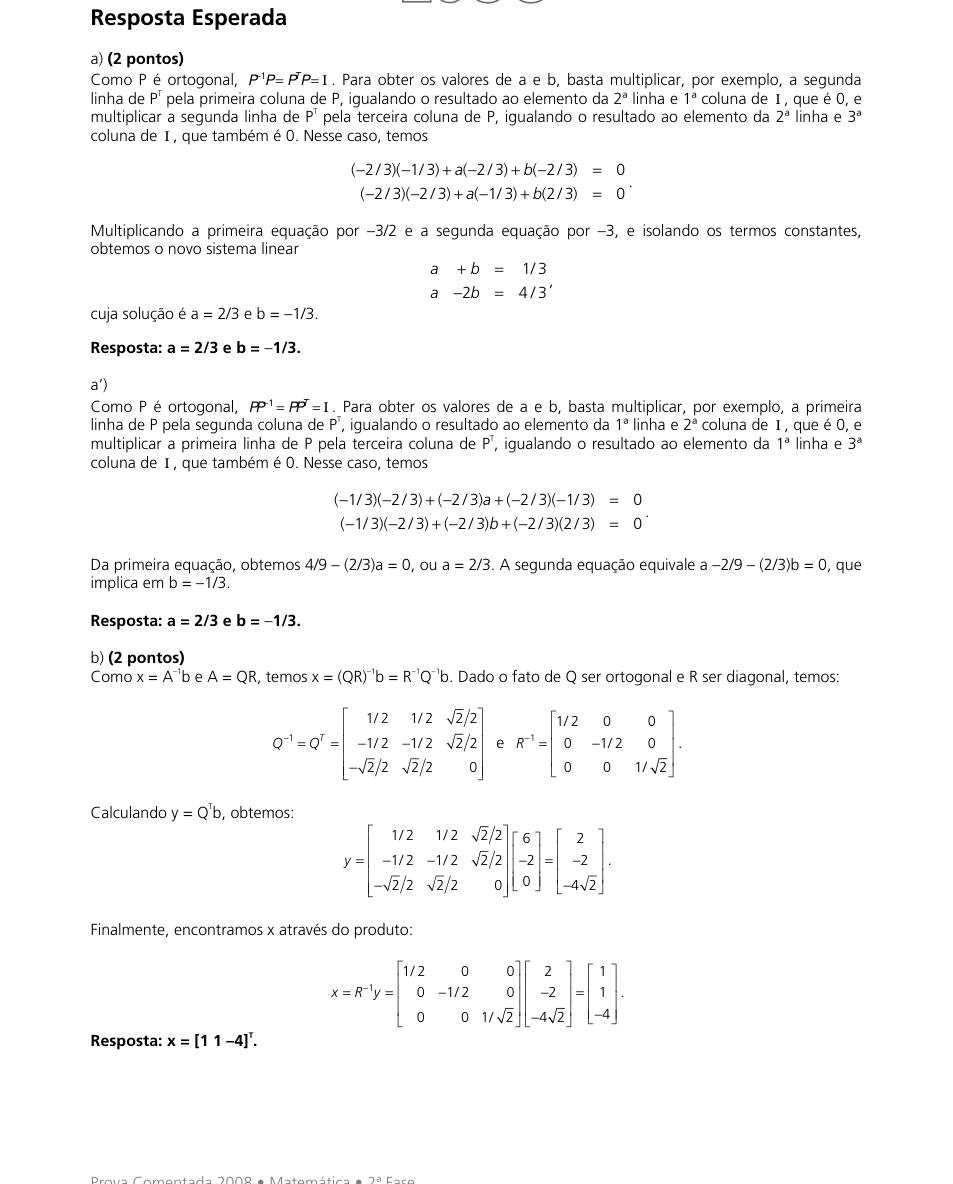 Resposta Esperada
a) (2 pontos)
Como P é ortogonal, P⁻¹P= PᵀP= I . Para obter os valores de a e b, basta multiplicar, por exemplo, a segunda
linha de Pᵀ pela primeira coluna de P, igualando o resultado ao elemento da 2ª linha e 1ª coluna de I , que é 0, e
multiplicar a segunda linha de Pᵀ pela terceira coluna de P, igualando o resultado ao elemento da 2ª linha e 3ª
coluna de I , que também é 0. Nesse caso, temos
(−2/3)(−1/3)+a(−2/3)+b(−2/3) = 0
(−2/3)(−2/3)+a(−1/3)+b(2/3) = 0 .
Multiplicando a primeira equação por –3/2 e a segunda equação por –3, e isolando os termos constantes,
obtemos o novo sistema linear
a +b = 1/3
a −2b = 4/3 ,
cuja solução é a = 2/3 e b = –1/3.
Resposta: a = 2/3 e b = –1/3.
a’)
Como P é ortogonal, PP⁻¹ = PPᵀ = I . Para obter os valores de a e b, basta multiplicar, por exemplo, a primeira
linha de P pela segunda coluna de Pᵀ, igualando o resultado ao elemento da 1ª linha e 2ª coluna de I , que é 0, e
multiplicar a primeira linha de P pela terceira coluna de Pᵀ, igualando o resultado ao elemento da 1ª linha e 3ª
coluna de I , que também é 0. Nesse caso, temos
(−1/3)(−2/3)+(−2/3)a+(−2/3)(−1/3) = 0
(−1/3)(−2/3)+(−2/3)b+(−2/3)(2/3) = 0 .
Da primeira equação, obtemos 4/9 – (2/3)a = 0, ou a = 2/3. A segunda equação equivale a –2/9 – (2/3)b = 0, que
implica em b = –1/3.
Resposta: a = 2/3 e b = –1/3.
b) (2 pontos)
Como x = A⁻¹b e A = QR, temos x = (QR)⁻¹b = R⁻¹Q⁻¹b. Dado o fato de Q ser ortogonal e R ser diagonal, temos:
1/2 1/2 √2/2 1/2 0 0
Q⁻¹ = Qᵀ = −1/2 −1/2 √2/2 e R⁻¹ = 0 −1/2 0 .
−√2/2 √2/2 0 0 0 1/√2
Calculando y = Qᵀb, obtemos:
1/2 1/2 √2/2 6 2
y = −1/2 −1/2 √2/2 −2 = −2 .
−√2/2 √2/2 0 0 −4√2
Finalmente, encontramos x através do produto:
1/2 0 0 2 1
x = R⁻¹y = 0 −1/2 0 −2 = 1 .
0 0 1/√2 −4√2 −4
Resposta: x = [1 1 –4]ᵀ.
Prova Comentada 2008 • Matemática • 2ª Fase